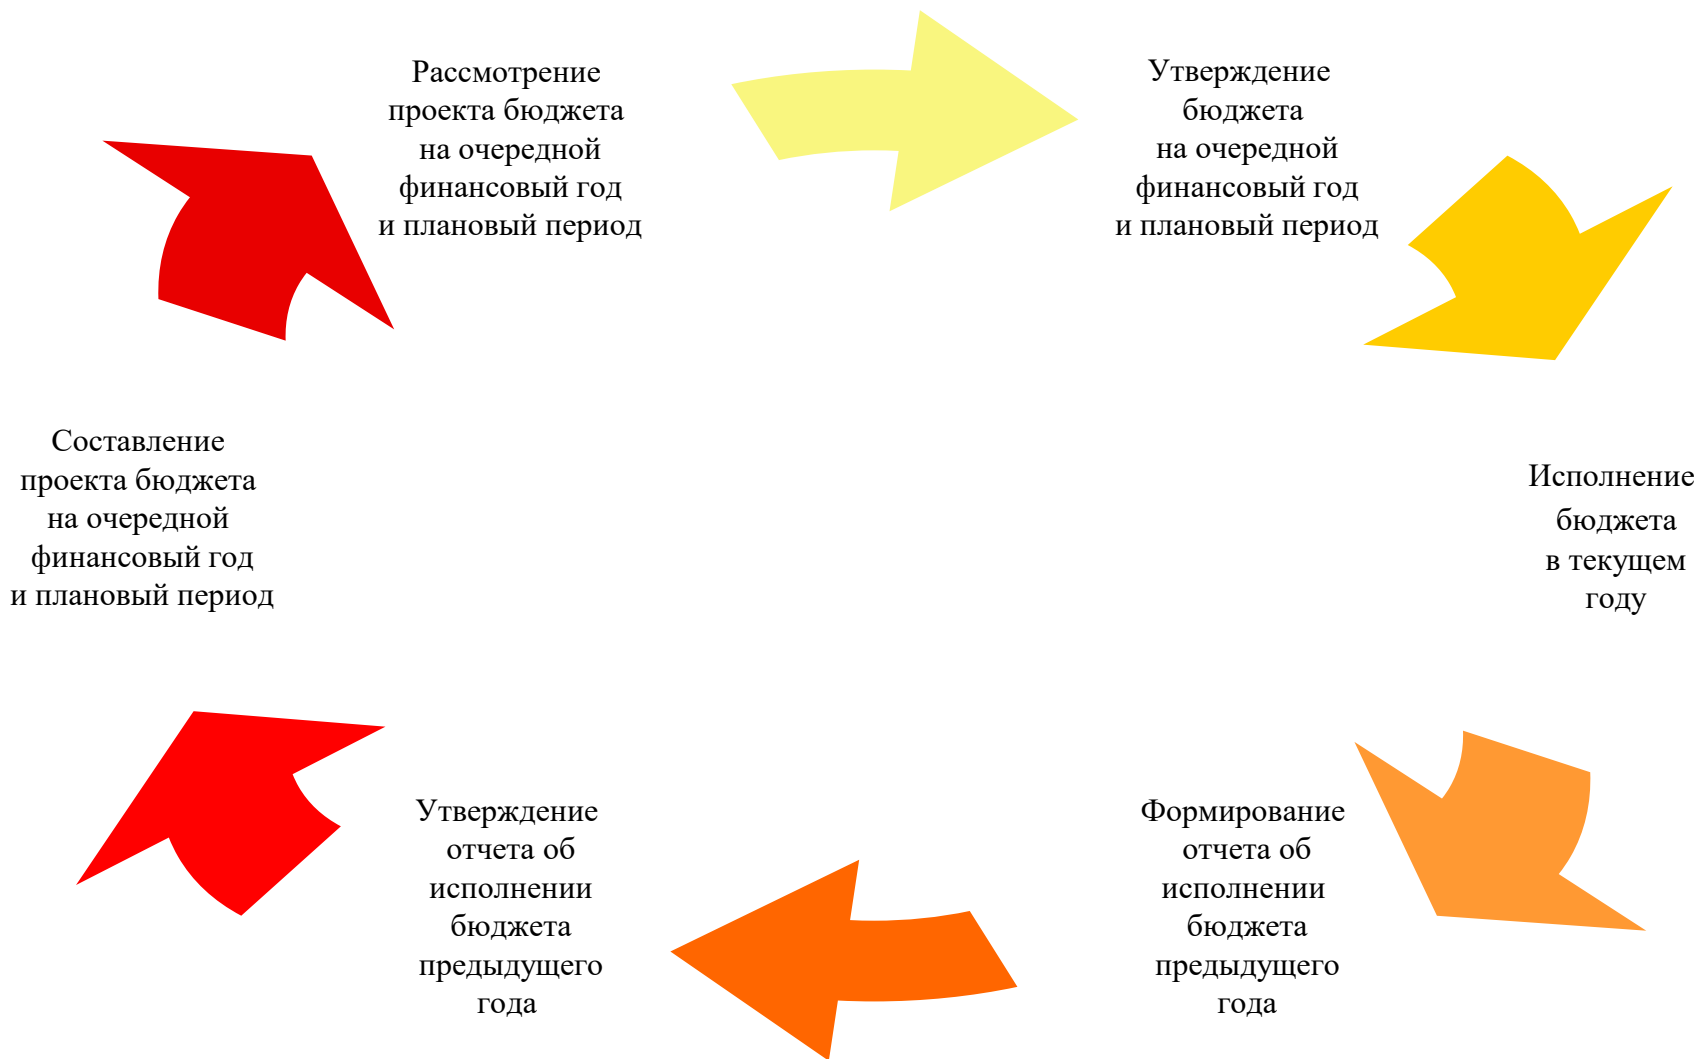 Рассмотрение
проекта бюджета
на очередной
финансовый год
и плановый период
Утверждение
бюджета
на очередной
финансовый год
и плановый период
Исполнение
бюджета
в текущем
году
Формирование
отчета об
исполнении
бюджета
предыдущего
года
Утверждение
отчета об
исполнении
бюджета
предыдущего
года
Составление
проекта бюджета
на очередной
финансовый год
и плановый период